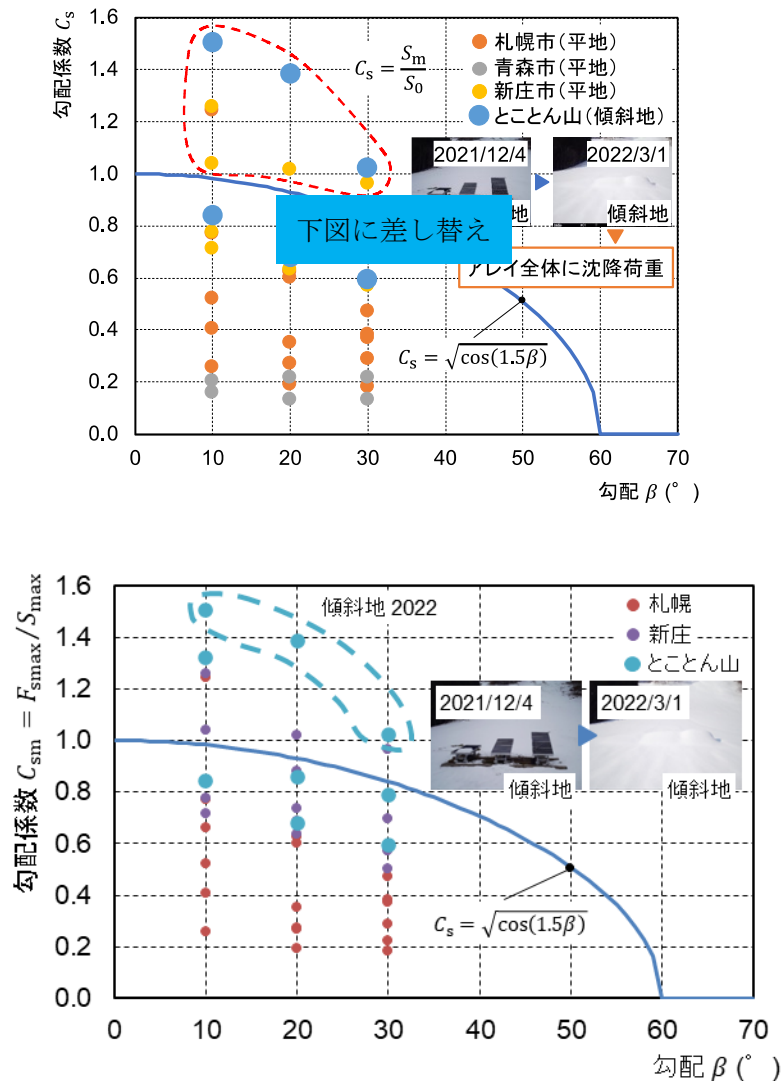 勾配係数 Cs
1.6
1.4
1.2
1.0
0.8
0.6
0.4
0.2
0.0
Cs = Sm/S0
札幌市(平地)
青森市(平地)
新庄市(平地)
とことん山(傾斜地)
2021/12/4
2022/3/1
地
傾斜地
下図に差し替え
アレイ全体に沈降荷重
Cs = √cos(1.5β)
0 10 20 30 40 50 60 70
勾配 β (°)
勾配係数 Csm = Fsmax/Smax
1.6
1.4
1.2
1.0
0.8
0.6
0.4
0.2
0.0
傾斜地 2022
札幌
新庄
とことん山
2021/12/4
2022/3/1
傾斜地
傾斜地
Cs = √cos(1.5β)
0 10 20 30 40 50 60 70
勾配 β (°)